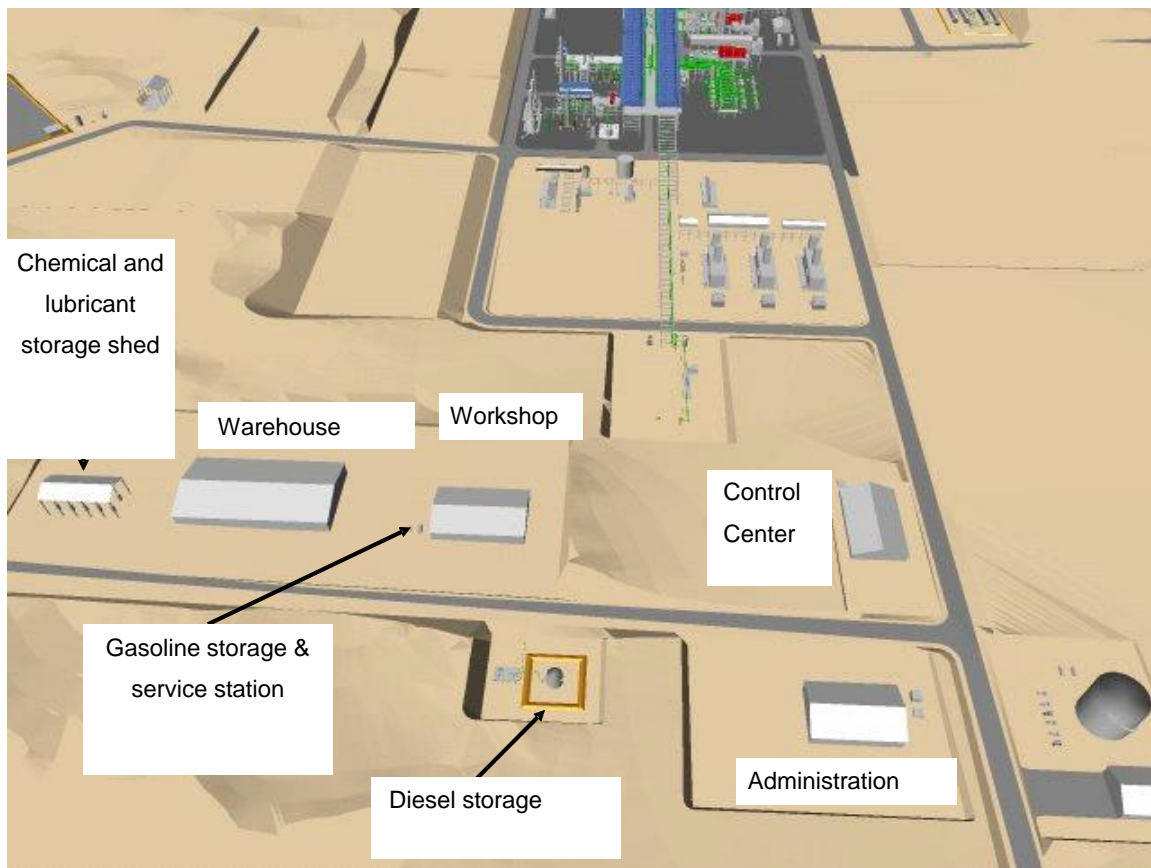 Chemical and
lubricant
storage shed
Warehouse
Workshop
Control
Center
Gasoline storage &
service station
Diesel storage
Administration